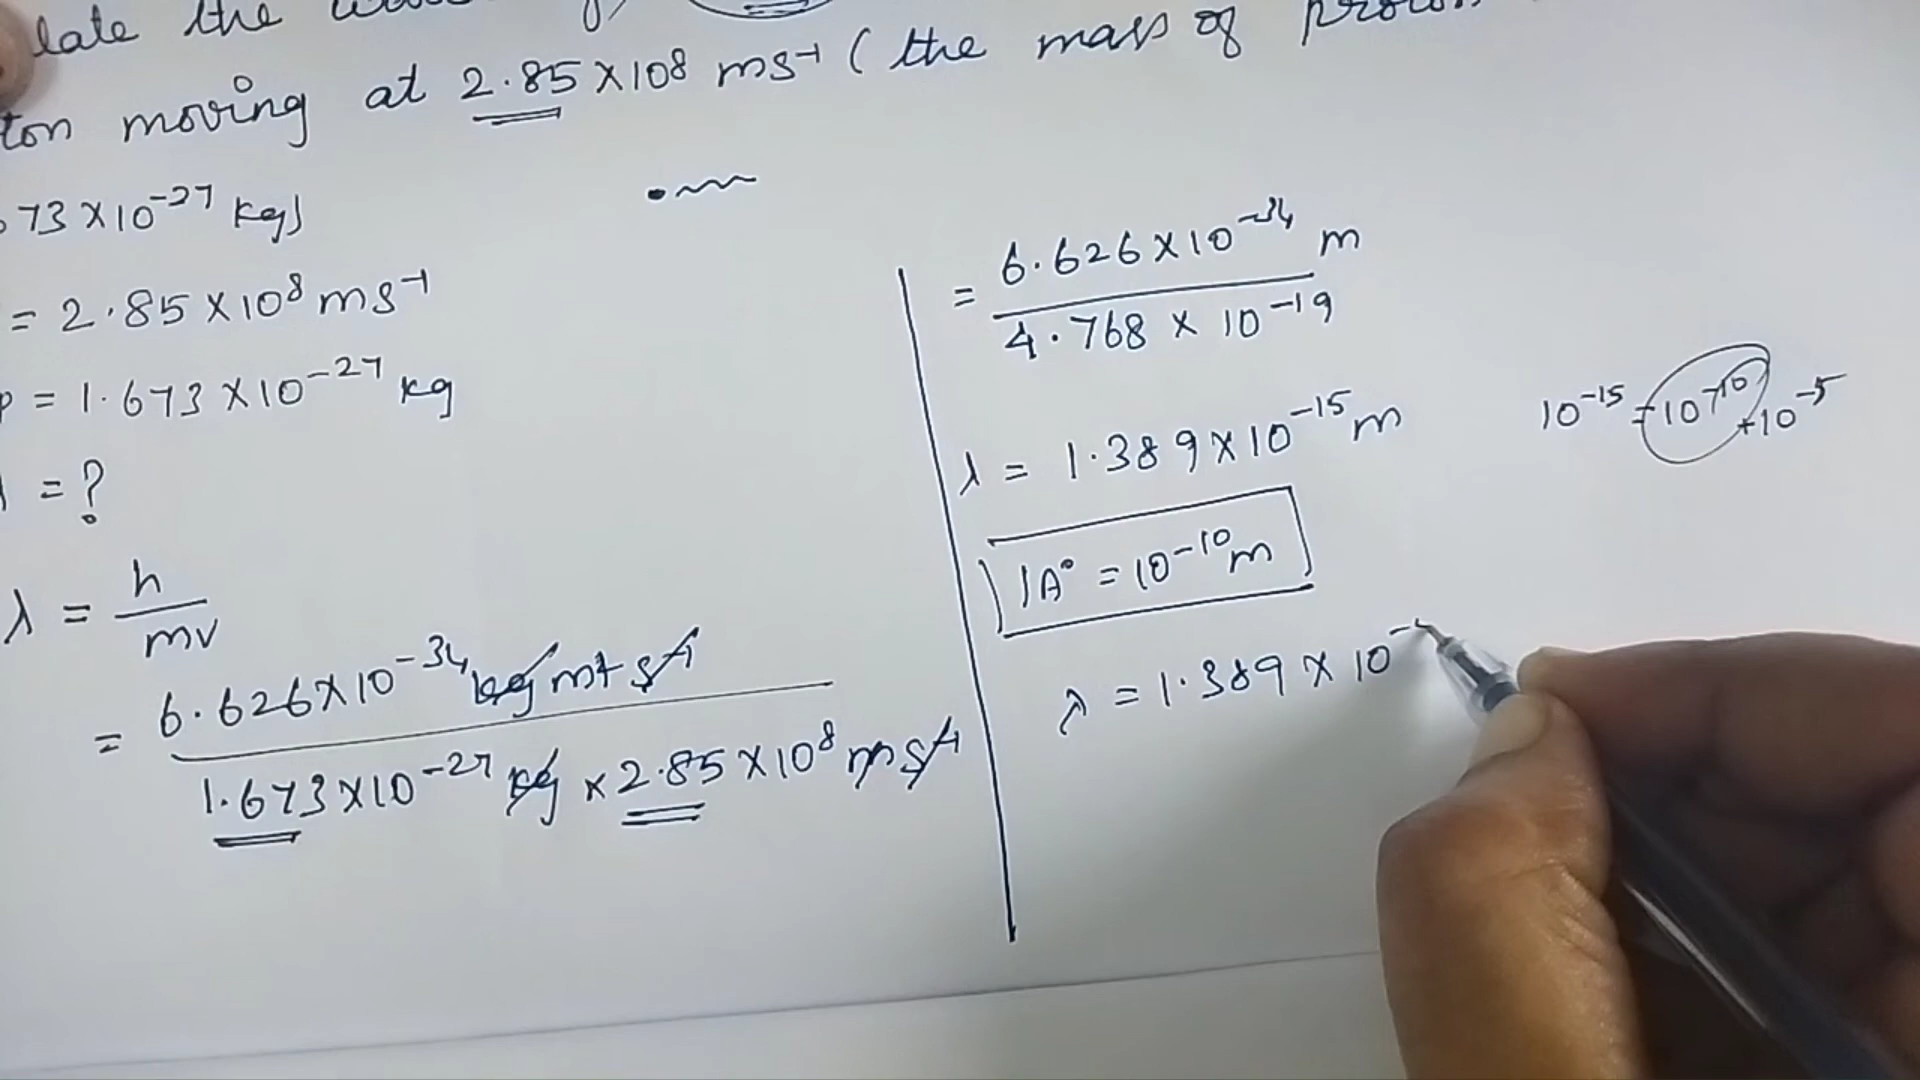 late the
ton moving at 2.85×10⁸ ms⁻¹ (the mass of proton
73×10⁻²⁷ kg)
= 2.85×10⁸ ms⁻¹
p = 1.673×10⁻²⁷ kg
λ = ?
λ = h/mv
= 6.626×10⁻³⁴ kg m² s⁻¹ / 1.673×10⁻²⁷ kg × 2.85×10⁸ ms⁻¹
= 6.626×10⁻³⁴ m / 4.768 × 10⁻¹⁹
λ = 1.389×10⁻¹⁵ m
10⁻¹⁵ = 10⁻¹⁰ + 10⁻⁵
1A° = 10⁻¹⁰ m
λ = 1.389 × 10